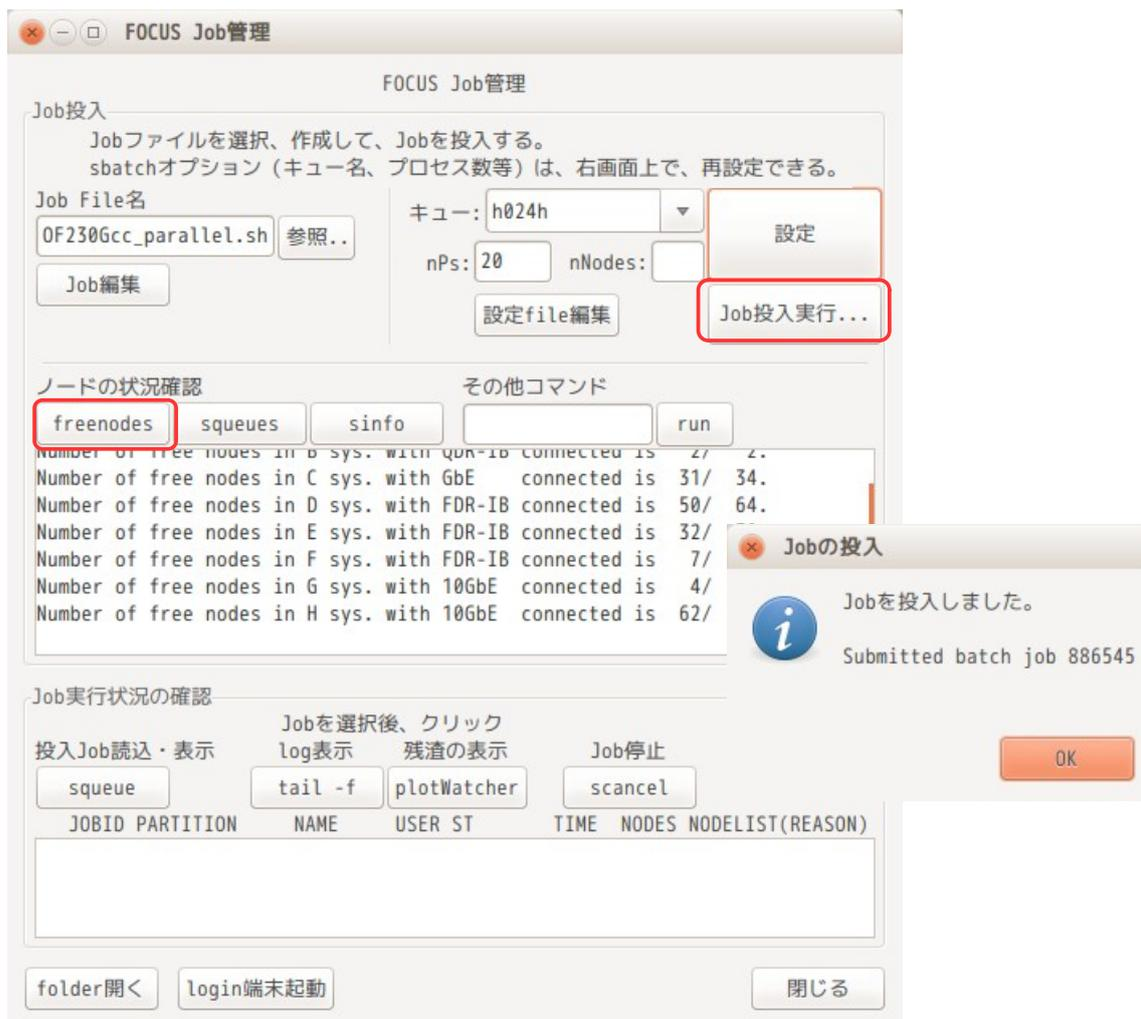 FOCUS Job管理
FOCUS Job管理
Job投入
Jobファイルを選択、作成して、Jobを投入する。
sbatchオプション（キュー名、プロセス数等）は、右画面上で、再設定できる。
Job File名
OF230Gcc_parallel.sh 参照..
Job編集
キュー: h024h
nPs: 20 nNodes:
設定file編集
設定
Job投入実行...
ノードの状況確認 その他コマンド
freenodes squeues sinfo run
Number of free nodes in B sys. with QDR-IB connected is 2/ 2.
Number of free nodes in C sys. with GbE connected is 31/ 34.
Number of free nodes in D sys. with FDR-IB connected is 50/ 64.
Number of free nodes in E sys. with FDR-IB connected is 32/
Number of free nodes in F sys. with FDR-IB connected is 7/
Number of free nodes in G sys. with 10GbE connected is 4/
Number of free nodes in H sys. with 10GbE connected is 62/
Jobの投入
Jobを投入しました。
Submitted batch job 886545
OK
Job実行状況の確認
Jobを選択後、クリック
投入Job読込・表示 log表示 残渣の表示 Job停止
squeue tail -f plotWatcher scancel
JOBID PARTITION NAME USER ST TIME NODES NODELIST(REASON)
folder開く login端末起動 閉じる